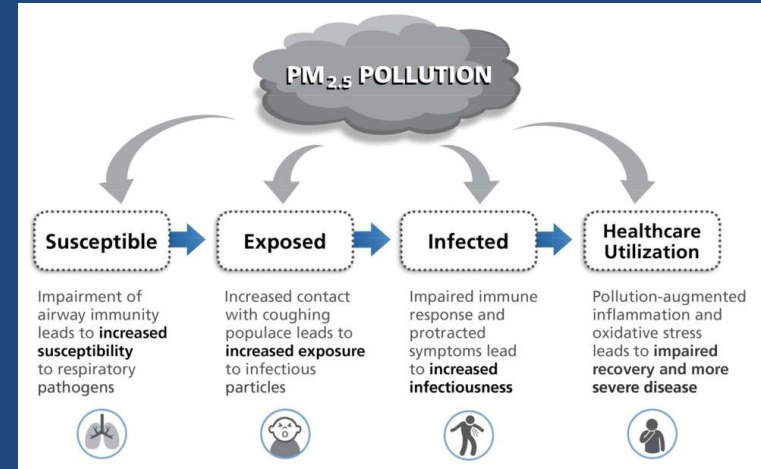 PM2.5 POLLUTION
Susceptible
Exposed
Infected
Healthcare
Utilization
Impairment of
airway immunity
leads to increased
susceptibility
to respiratory
pathogens
Increased contact
with coughing
populace leads to
increased exposure
to infectious
particles
Impaired immune
response and
protracted
symptoms lead
to increased
infectiousness
Pollution-augmented
inflammation and
oxidative stress
leads to impaired
recovery and more
severe disease